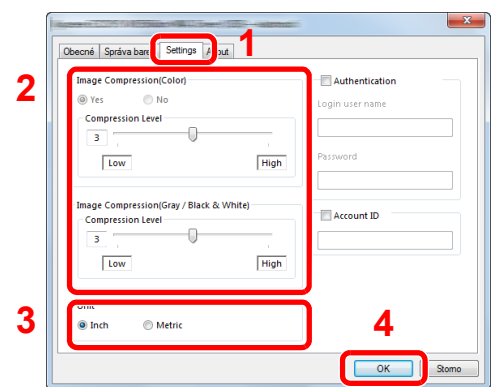 1
Obecné Správa barev Settings About
2
Image Compression(Color)
Yes No
Compression Level
3
Low High
Image Compression(Gray / Black & White)
Compression Level
3
Low High
Authentication
Login user name
Password
Account ID
3
Unit
Inch Metric
4
OK Storno